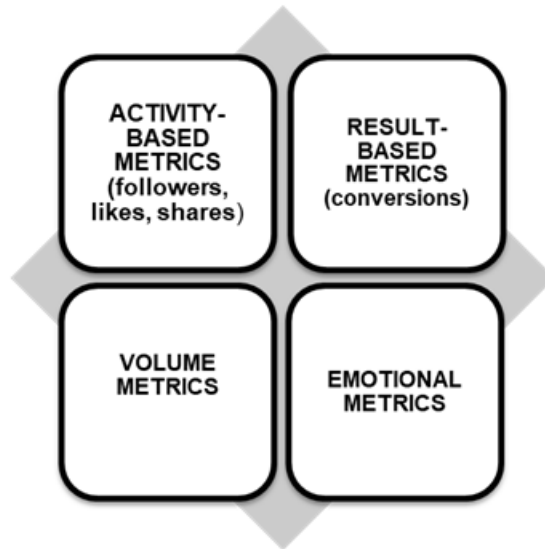 ACTIVITY-
BASED
METRICS
(followers,
likes, shares)
RESULT-
BASED
METRICS
(conversions)
VOLUME
METRICS
EMOTIONAL
METRICS